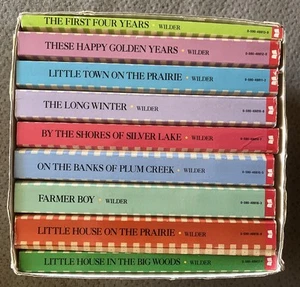 THE FIRST FOUR YEARS • WILDER
THESE HAPPY GOLDEN YEARS • WILDER
LITTLE TOWN ON THE PRAIRIE • WILDER
THE LONG WINTER • WILDER
BY THE SHORES OF SILVER LAKE • WILDER
ON THE BANKS OF PLUM CREEK • WILDER
FARMER BOY • WILDER
LITTLE HOUSE ON THE PRAIRIE • WILDER
LITTLE HOUSE IN THE BIG WOODS • WILDER